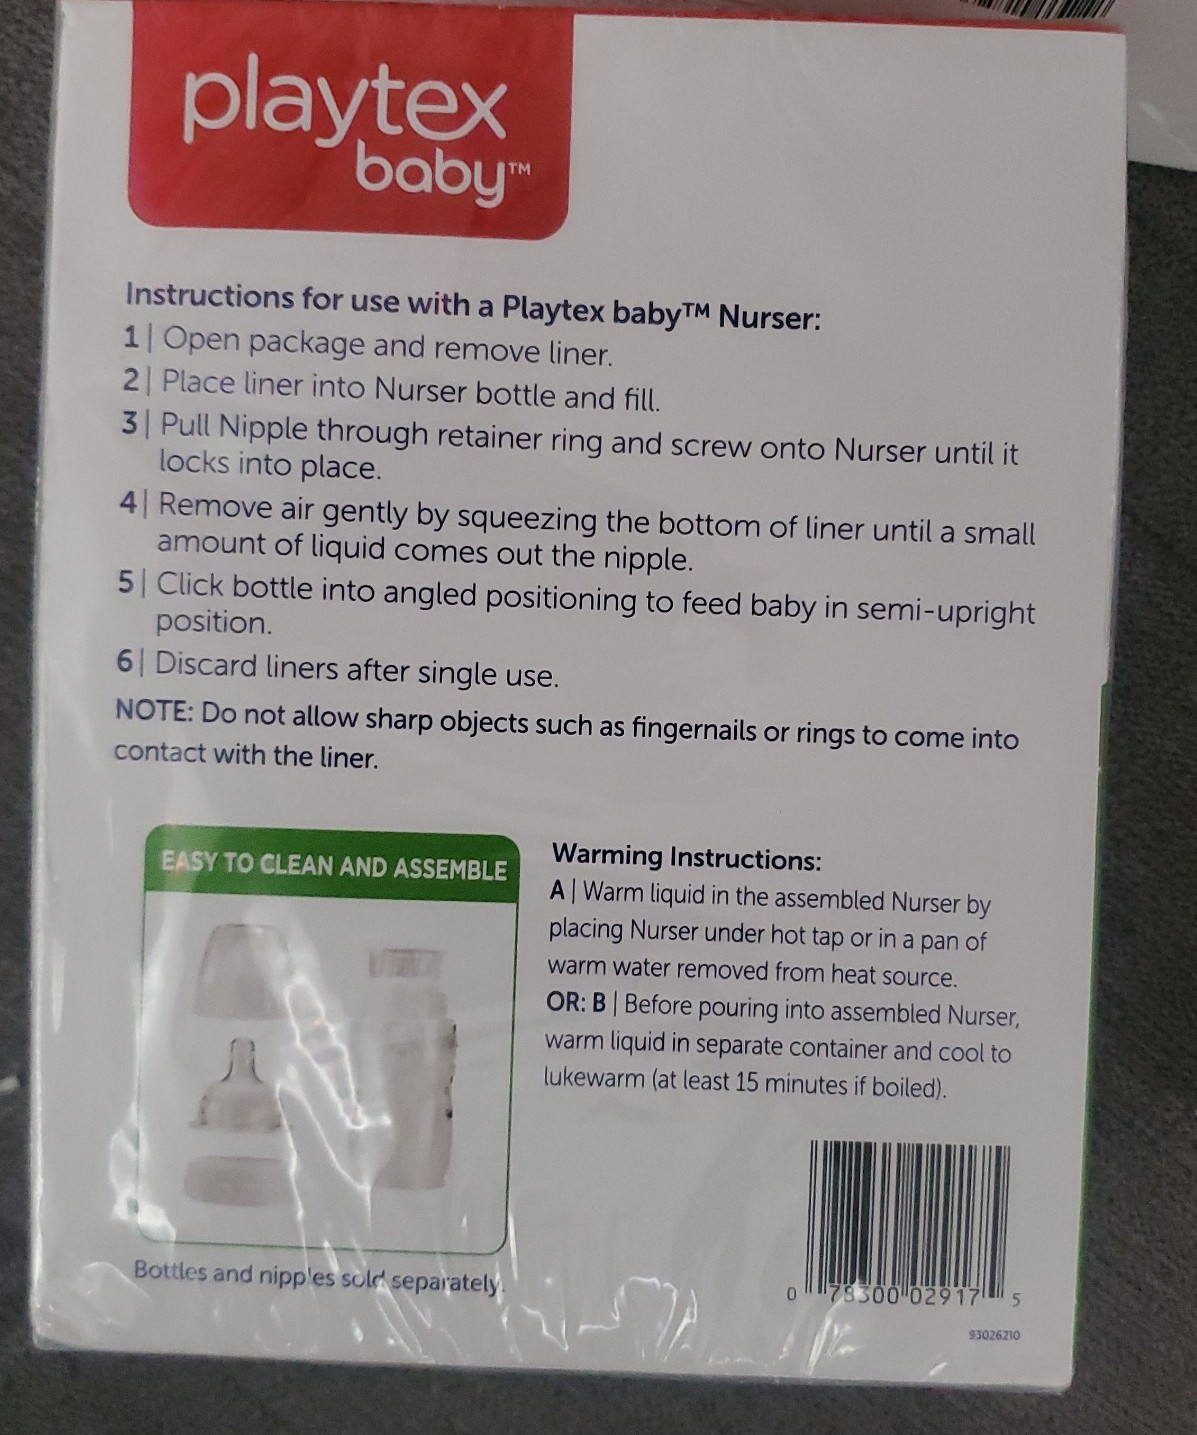 playtex
baby™
Instructions for use with a Playtex baby™ Nurser:
1| Open package and remove liner.
2| Place liner into Nurser bottle and fill.
3| Pull Nipple through retainer ring and screw onto Nurser until it
locks into place.
4| Remove air gently by squeezing the bottom of liner until a small
amount of liquid comes out the nipple.
5| Click bottle into angled positioning to feed baby in semi-upright
position.
6| Discard liners after single use.
NOTE: Do not allow sharp objects such as fingernails or rings to come into
contact with the liner.
EASY TO CLEAN AND ASSEMBLE
Bottles and nipples sold separately.
Warming Instructions:
A | Warm liquid in the assembled Nurser by
placing Nurser under hot tap or in a pan of
warm water removed from heat source.
OR: B | Before pouring into assembled Nurser,
warm liquid in separate container and cool to
lukewarm (at least 15 minutes if boiled).
0 78300 02917 5
93026210